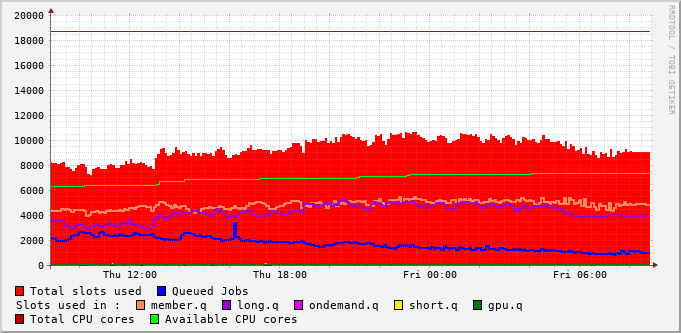 20000
18000
16000
14000
12000
10000
8000
6000
4000
2000
0
Thu 12:00 Thu 18:00 Fri 00:00 Fri 06:00
RRDTOOL / TOBI OETIKER
Total slots used Queued Jobs
Slots used in : member.q long.q ondemand.q short.q gpu.q
Total CPU cores Available CPU cores